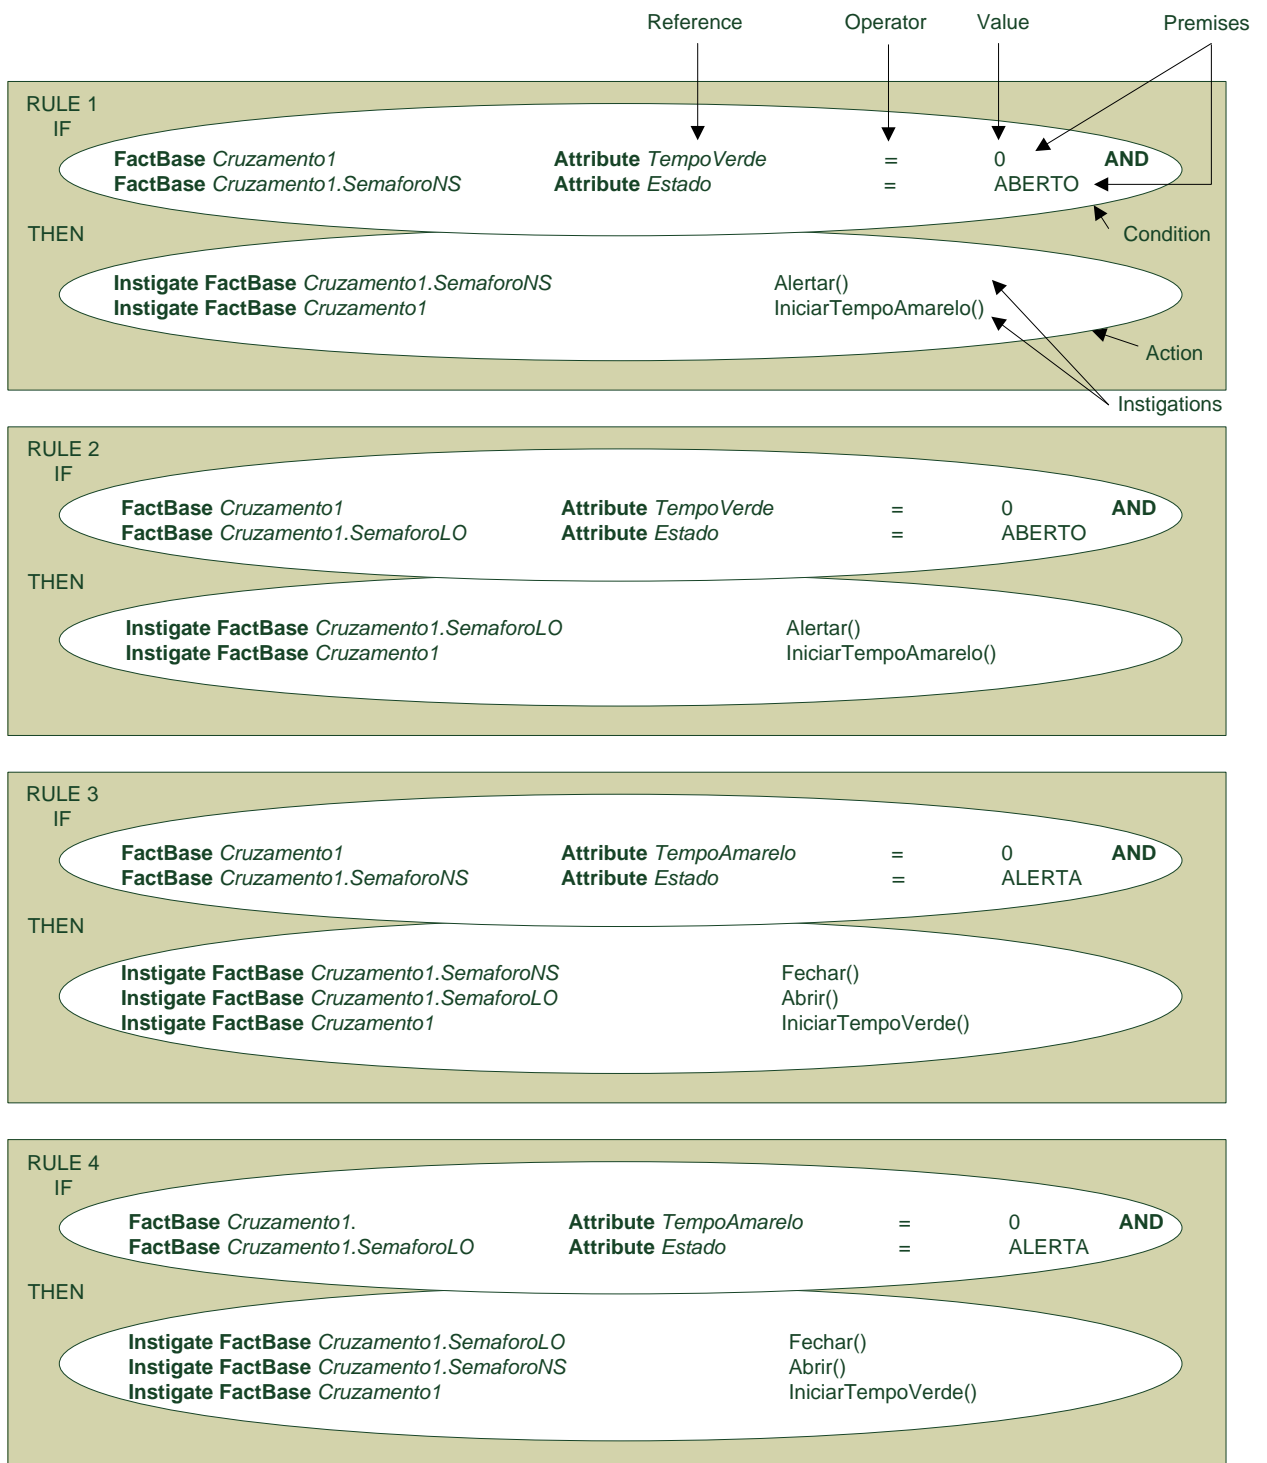 Reference Operator Value Premises
RULE 1
IF
FactBase Cruzamento1 Attribute TempoVerde = 0 AND
FactBase Cruzamento1.SemaforoNS Attribute Estado = ABERTO
Condition
THEN
Instigate FactBase Cruzamento1.SemaforoNS Alertar()
Instigate FactBase Cruzamento1 IniciarTempoAmarelo()
Action
Instigations
RULE 2
IF
FactBase Cruzamento1 Attribute TempoVerde = 0 AND
FactBase Cruzamento1.SemaforoLO Attribute Estado = ABERTO
THEN
Instigate FactBase Cruzamento1.SemaforoLO Alertar()
Instigate FactBase Cruzamento1 IniciarTempoAmarelo()
RULE 3
IF
FactBase Cruzamento1 Attribute TempoAmarelo = 0 AND
FactBase Cruzamento1.SemaforoNS Attribute Estado = ALERTA
THEN
Instigate FactBase Cruzamento1.SemaforoNS Fechar()
Instigate FactBase Cruzamento1.SemaforoLO Abrir()
Instigate FactBase Cruzamento1 IniciarTempoVerde()
RULE 4
IF
FactBase Cruzamento1. Attribute TempoAmarelo = 0 AND
FactBase Cruzamento1.SemaforoLO Attribute Estado = ALERTA
THEN
Instigate FactBase Cruzamento1.SemaforoLO Fechar()
Instigate FactBase Cruzamento1.SemaforoNS Abrir()
Instigate FactBase Cruzamento1 IniciarTempoVerde()